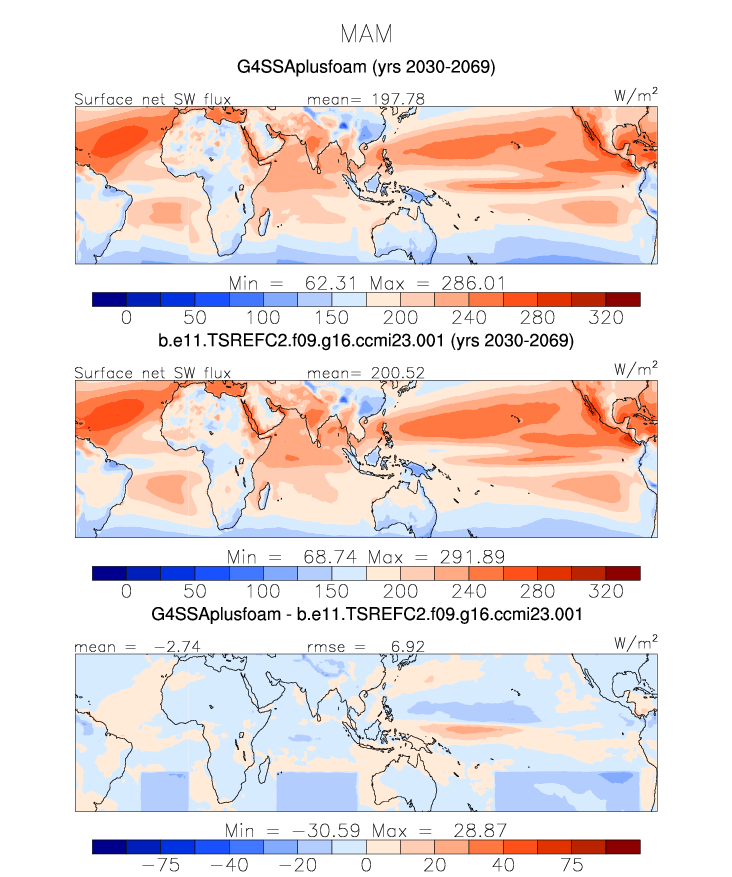 MAM
G4SSAplusfoam (yrs 2030-2069)
Surface net SW flux mean= 197.78 W/m²
Min = 62.31 Max = 286.01
0 50 100 150 200 240 280 320
b.e11.TSREFC2.f09.g16.ccmi23.001 (yrs 2030-2069)
Surface net SW flux mean= 200.52 W/m²
Min = 68.74 Max = 291.89
0 50 100 150 200 240 280 320
G4SSAplusfoam - b.e11.TSREFC2.f09.g16.ccmi23.001
mean = −2.74 rmse = 6.92 W/m²
Min = −30.59 Max = 28.87
−75 −40 −20 0 20 40 75